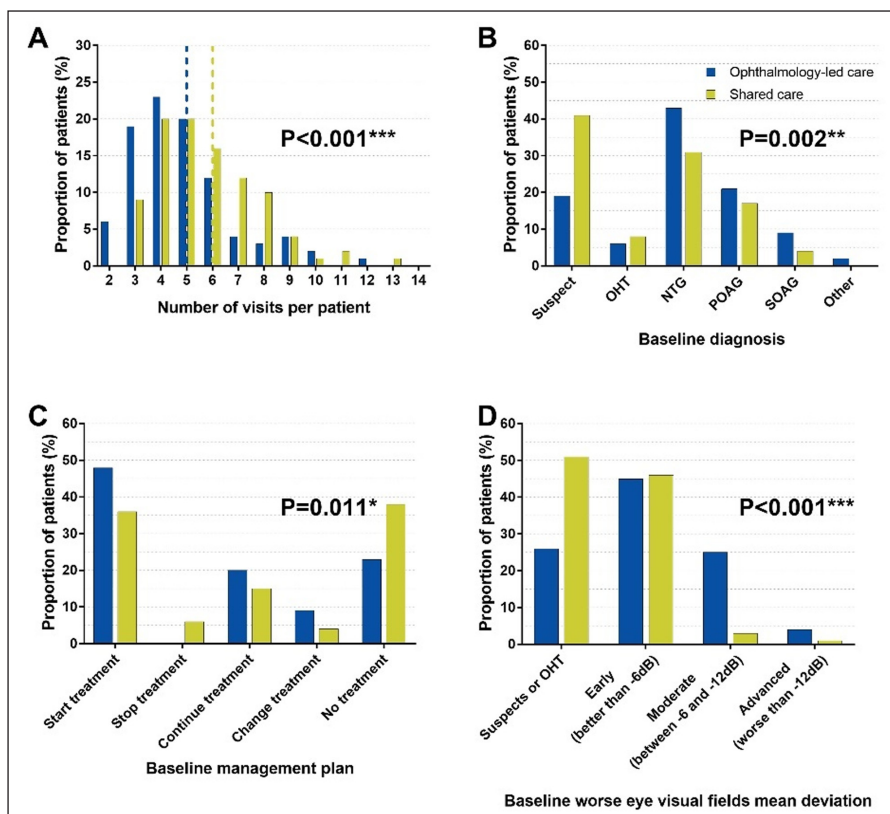 A
Proportion of patients (%)
30
25
20
15
10
5
0
P<0.001***
2 3 4 5 6 7 8 9 10 11 12 13 14
Number of visits per patient
B
Proportion of patients (%)
60
50
40
30
20
10
0
Ophthalmology-led care
Shared care
P=0.002**
Suspect
OHT
NTG
POAG
SOAG
Other
Baseline diagnosis
C
Proportion of patients (%)
60
50
40
30
20
10
0
P=0.011*
Start treatment
Stop treatment
Continue treatment
Change treatment
No treatment
Baseline management plan
D
Proportion of patients (%)
60
50
40
30
20
10
0
P<0.001***
Suspects or OHT
Early
(better than -6dB)
Moderate
(between -6 and -12dB)
Advanced
(worse than -12dB)
Baseline worse eye visual fields mean deviation